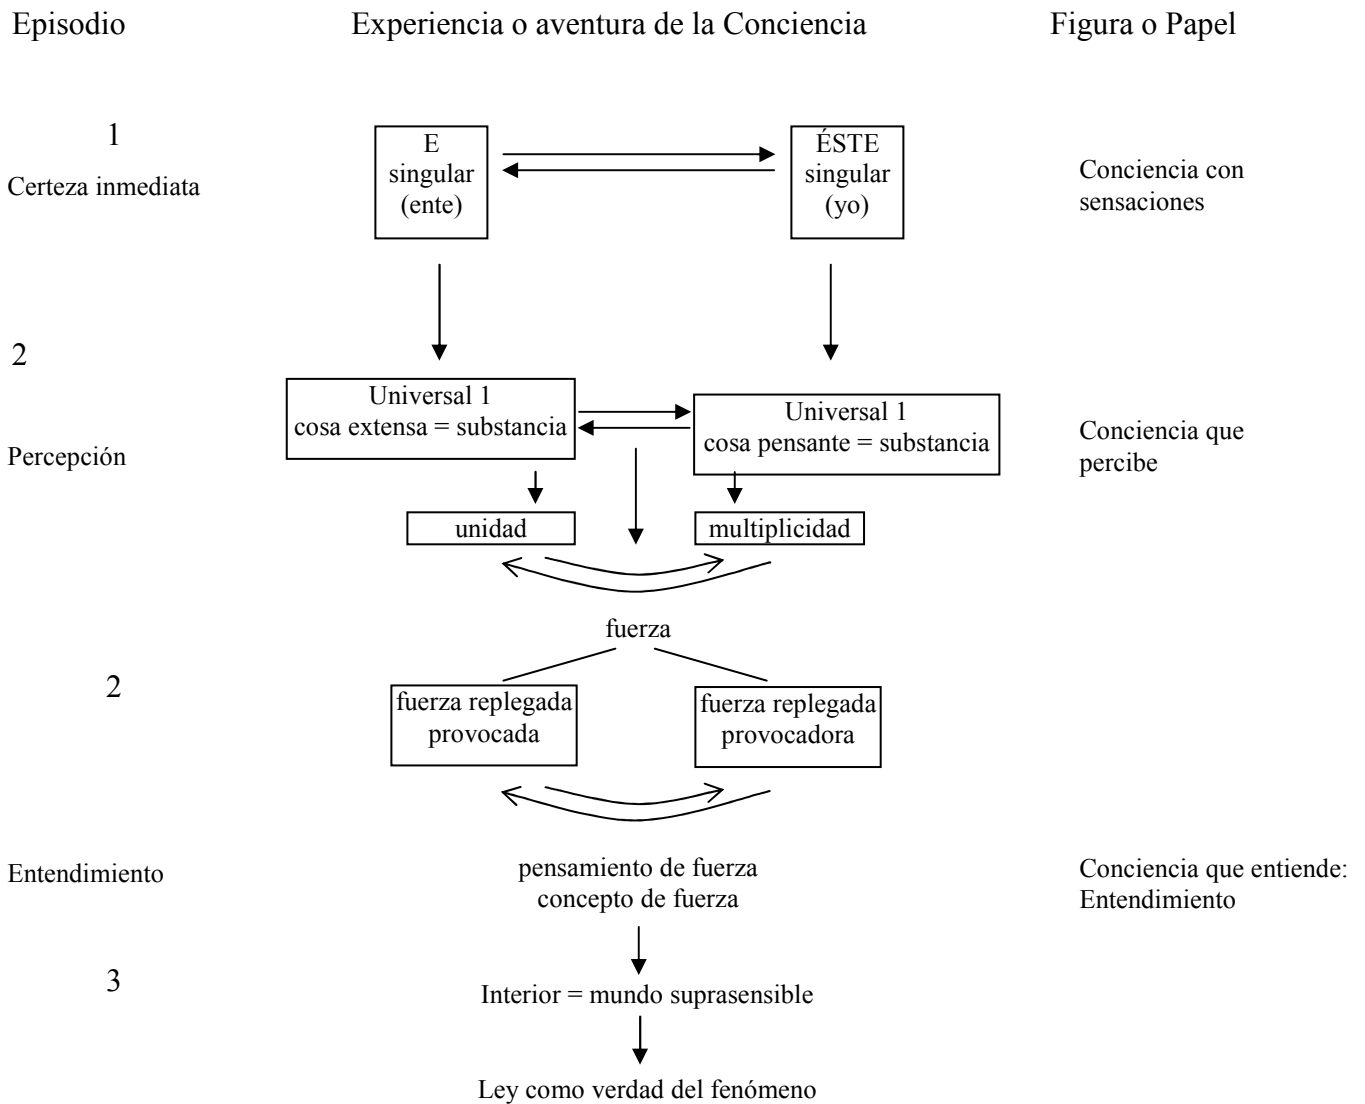 Episodio Experiencia o aventura de la Conciencia Figura o Papel
1
Certeza inmediata
E
singular
(ente)
ÉSTE
singular
(yo)
Conciencia con
sensaciones
2
Percepción
Universal 1
cosa extensa = substancia
Universal 1
cosa pensante = substancia
Conciencia que
percibe
unidad
multiplicidad
fuerza
2
fuerza replegada
provocada
fuerza replegada
provocadora
Entendimiento
pensamiento de fuerza
concepto de fuerza
Conciencia que entiende:
Entendimiento
3
Interior = mundo suprasensible
Ley como verdad del fenómeno